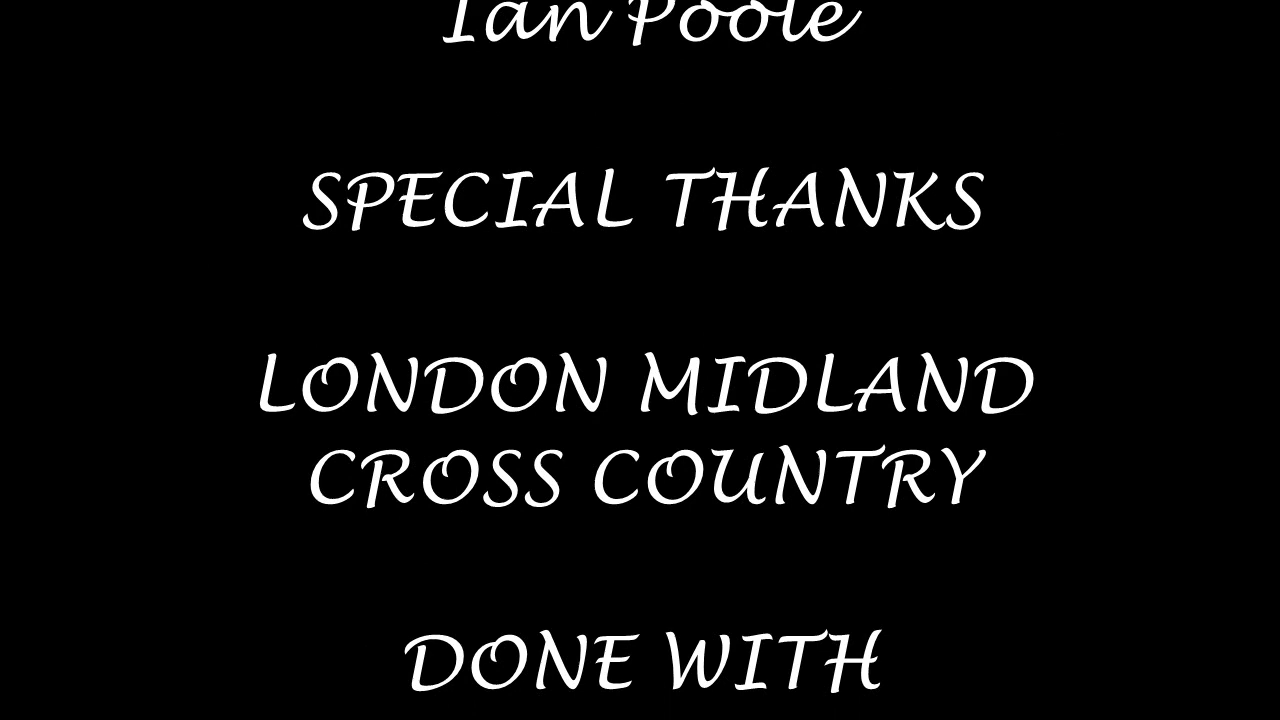 Ian Poole
SPECIAL THANKS
LONDON MIDLAND
CROSS COUNTRY
DONE WITH